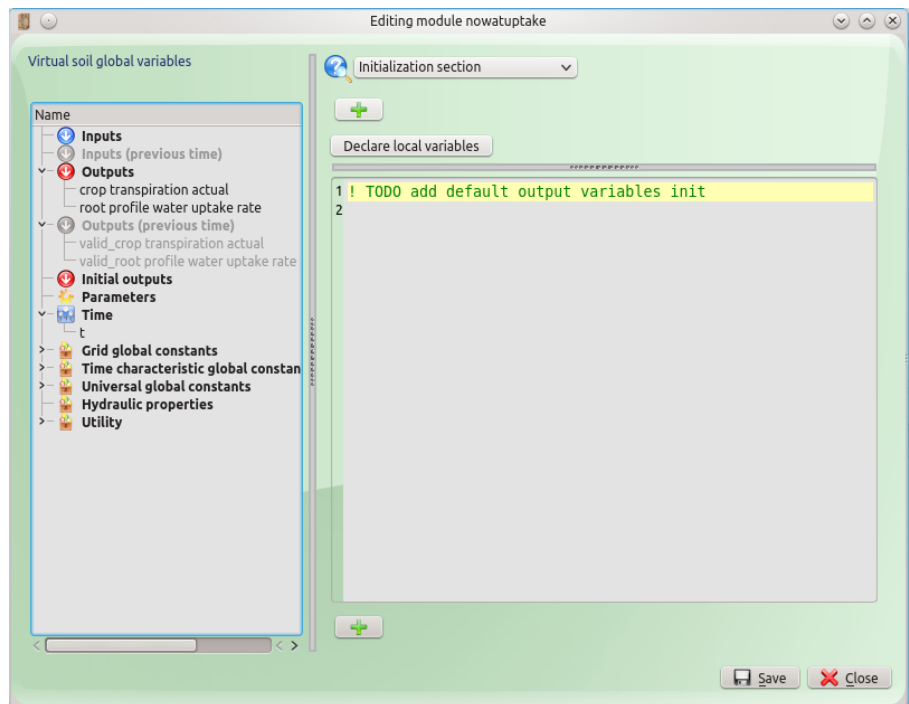 Editing module nowatuptake
Virtual soil global variables
Name
Inputs
Inputs (previous time)
Outputs
crop transpiration actual
root profile water uptake rate
Outputs (previous time)
valid_crop transpiration actual
valid_root profile water uptake rate
Initial outputs
Parameters
Time
t
Grid global constants
Time characteristic global constan
Universal global constants
Hydraulic properties
Utility
Initialization section
Declare local variables
1 ! TODO add default output variables init
2
Save
Close